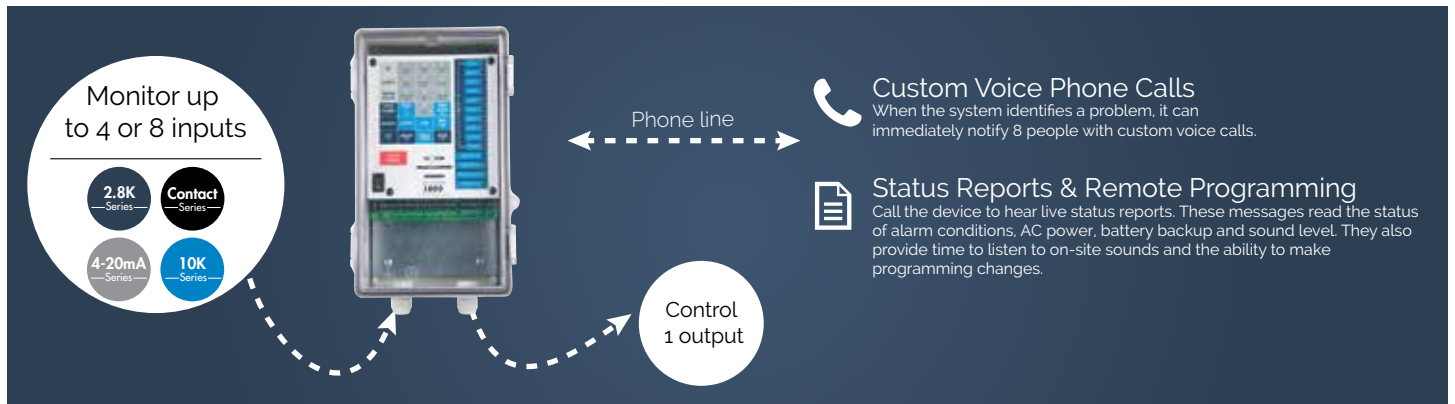 Monitor up
to 4 or 8 inputs
2.8K
Series
Contact
Series
4-20mA
Series
10K
Series
Phone line
Control
1 output
Custom Voice Phone Calls
When the system identifies a problem, it can
immediately notify 8 people with custom voice calls.
Status Reports & Remote Programming
Call the device to hear live status reports. These messages read the status
of alarm conditions, AC power, battery backup and sound level. They also
provide time to listen to on-site sounds and the ability to make
programming changes.